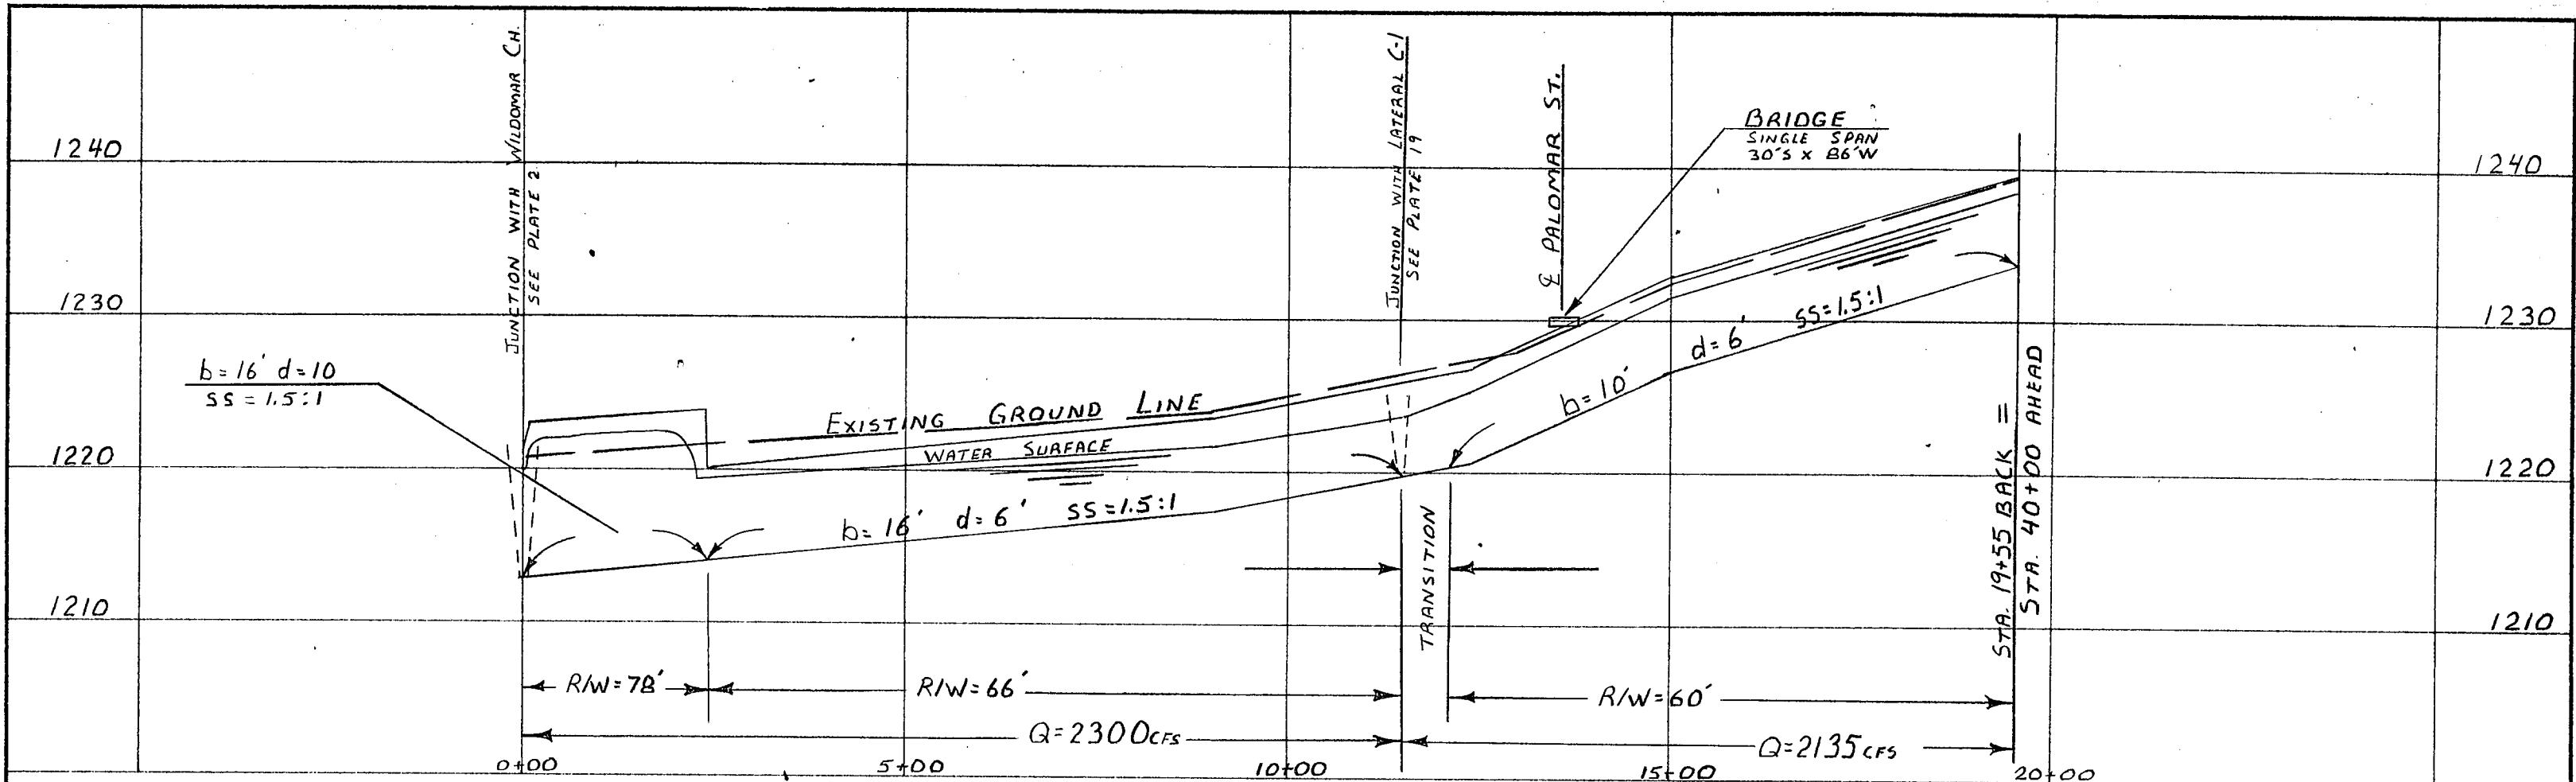 JUNCTION WITH WILDOMAR CH.
SEE PLATE 2
JUNCTION WITH LATERAL C-1
SEE PLATE 19
℄ PALOMAR ST.
BRIDGE
SINGLE SPAN
30'S x 86'W
1240
1240
1230
1230
b=16' d=10
SS=1.5:1
EXISTING GROUND LINE
WATER SURFACE
b=10'
d=6'
SS=1.5:1
1220
1220
b=16' d=6' SS=1.5:1
TRANSITION
STA. 19+55 BACK =
STA. 40+00 AHEAD
1210
1210
R/W=78'
R/W=66'
R/W=60'
Q=2300CFS
Q=2135CFS
0+00
5+00
10+00
15+00
20+00